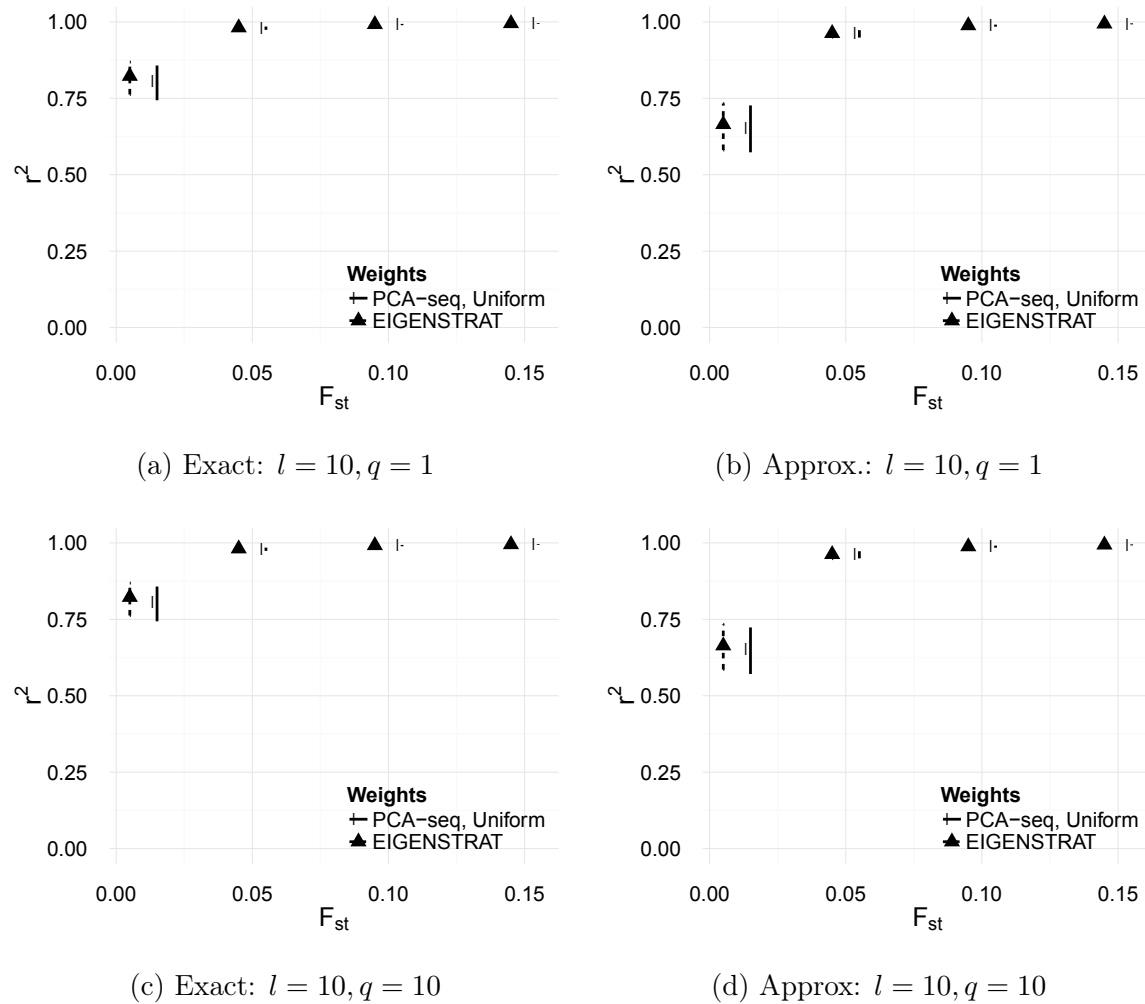 1.00
0.75
0.50
0.25
0.00
r²
Weights
PCA−seq, Uniform
EIGENSTRAT
0.00 0.05 0.10 0.15
F_st
(a) Exact: l = 10, q = 1
1.00
0.75
0.50
0.25
0.00
r²
Weights
PCA−seq, Uniform
EIGENSTRAT
0.00 0.05 0.10 0.15
F_st
(b) Approx.: l = 10, q = 1
1.00
0.75
0.50
0.25
0.00
r²
Weights
PCA−seq, Uniform
EIGENSTRAT
0.00 0.05 0.10 0.15
F_st
(c) Exact: l = 10, q = 10
1.00
0.75
0.50
0.25
0.00
r²
Weights
PCA−seq, Uniform
EIGENSTRAT
0.00 0.05 0.10 0.15
F_st
(d) Approx: l = 10, q = 10